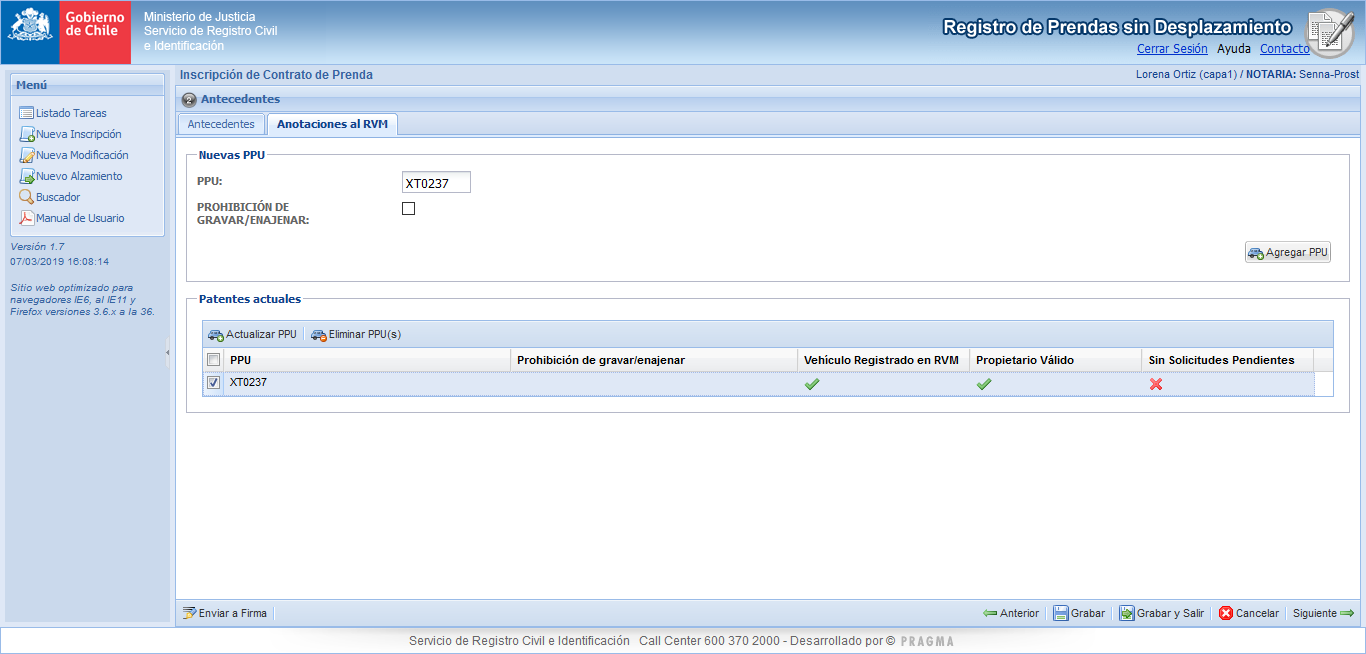 Gobierno
de Chile
Ministerio de Justicia
Servicio de Registro Civil
e Identificación
Registro de Prendas sin Desplazamiento
Cerrar Sesión Ayuda Contacto
Menú
Listado Tareas
Nueva Inscripción
Nueva Modificación
Nuevo Alzamiento
Buscador
Manual de Usuario
Versión 1.7
07/03/2019 16:08:14
Sitio web optimizado para
navegadores IE6, al IE11 y
Firefox versiones 3.6.x a la 36.
Inscripción de Contrato de Prenda
Lorena Ortiz (capa1) / NOTARIA: Senna-Prost
2 Antecedentes
Antecedentes Anotaciones al RVM
Nuevas PPU
PPU: XT0237
PROHIBICIÓN DE
GRAVAR/ENAJENAR:
Agregar PPU
Patentes actuales
Actualizar PPU Eliminar PPU(s)
PPU Prohibición de gravar/enajenar Vehículo Registrado en RVM Propietario Válido Sin Solicitudes Pendientes
XT0237
Enviar a Firma Anterior Grabar Grabar y Salir Cancelar Siguiente
Servicio de Registro Civil e Identificación Call Center 600 370 2000 - Desarrollado por © PRAGMA